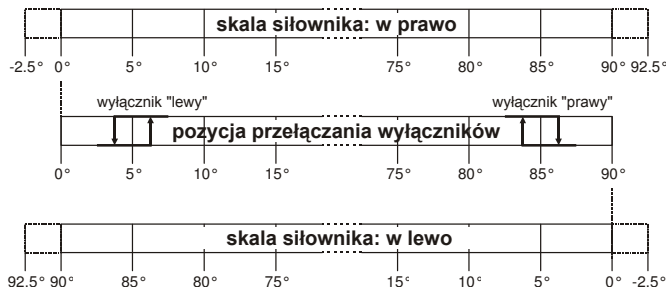 skala siłownika: w prawo
-2.5° 0° 5° 10° 15° 75° 80° 85° 90° 92.5°
wyłącznik "lewy" wyłącznik "prawy"
pozycja przełączania wyłączników
0° 5° 10° 15° 75° 80° 85° 90°
skala siłownika: w lewo
92.5° 90° 85° 80° 75° 15° 10° 5° 0° -2.5°